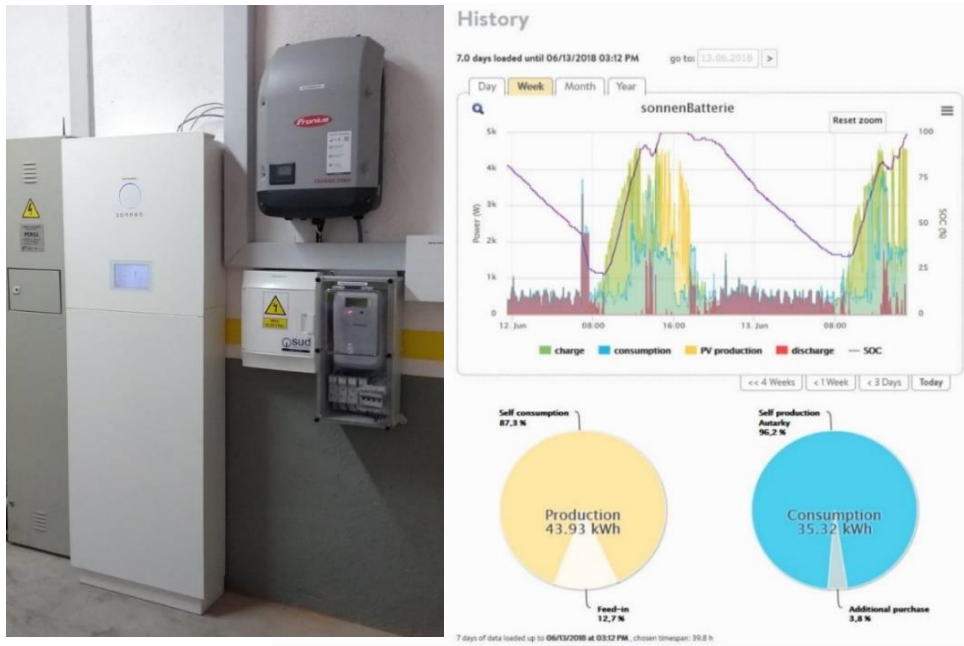 sonnen
Fronius
sud
History
7.0 days loaded until 06/13/2018 03:12 PM
go to: 13.06.2018 >
Day Week Month Year
sonnenBatterie
Reset zoom
5k
4k
3k
2k
1k
0
Power (W)
100
75
50
25
0
SOC (%)
12. Jun 08:00 16:00 13. Jun 08:00
charge consumption PV production discharge SOC
<< 4 Weeks < 1 Week < 3 Days Today
Self consumption
87,3 %
Production
43.93 kWh
Feed-in
12,7 %
Self production
Autarky
96,2 %
Consumption
35.32 kWh
Additional purchase
3,8 %
7 days of data loaded up to 06/13/2018 at 03:12 PM , chosen timespan: 39.8 h